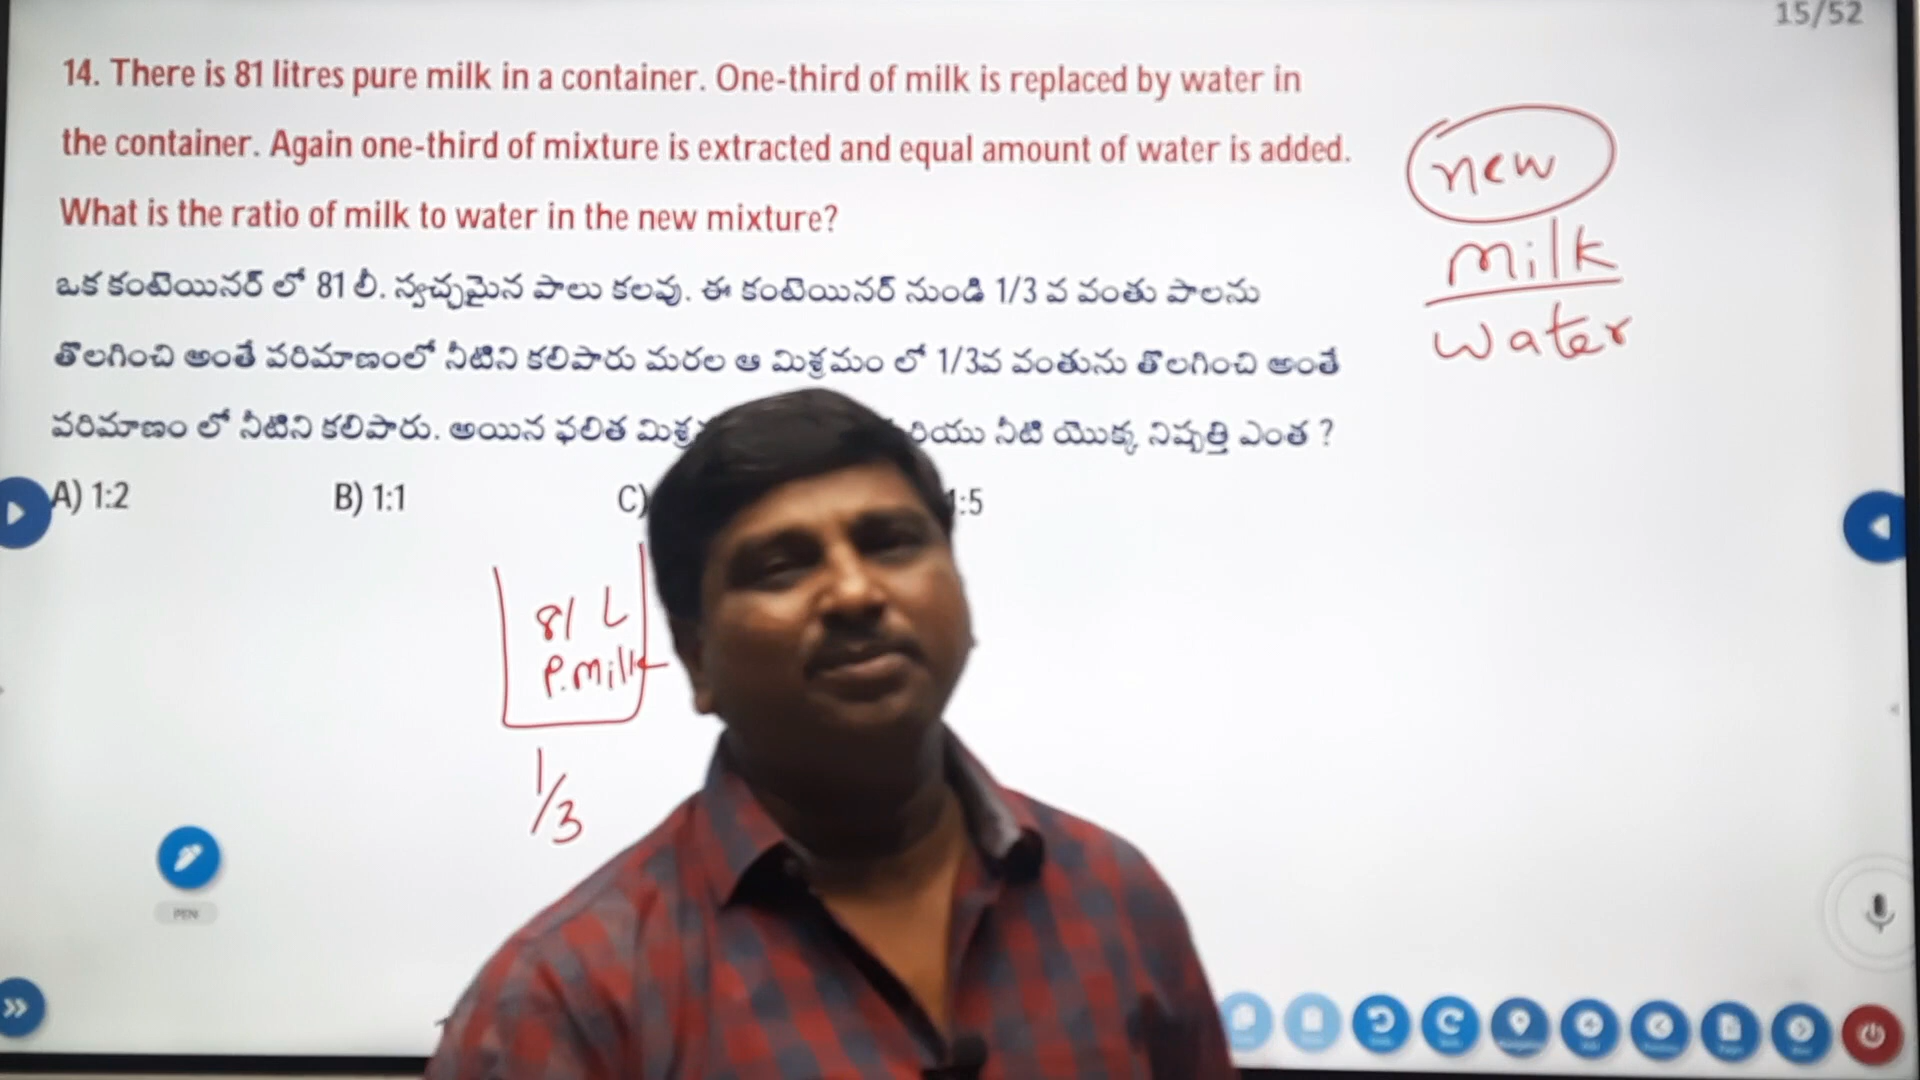 15/52
14. There is 81 litres pure milk in a container. One-third of milk is replaced by water in
the container. Again one-third of mixture is extracted and equal amount of water is added.
What is the ratio of milk to water in the new mixture?
ఒక కంటెయినర్ లో 81 లీ. స్వచ్ఛమైన పాలు కలవు. ఈ కంటెయినర్ నుండి 1/3 వ వంతు పాలను
తొలగించి అంతే పరిమాణంలో నీటిని కలిపారు మరల ఆ మిశ్రమం లో 1/3వ వంతును తొలగించి అంతే
పరిమాణం లో నీటిని కలిపారు. అయిన ఫలిత నీటి యొక్క నిష్పత్తి ఎంత ?
A) 1:2 B) 1:1 C) :5
new
milk
water
81 L
P.milk
1/3
PEN